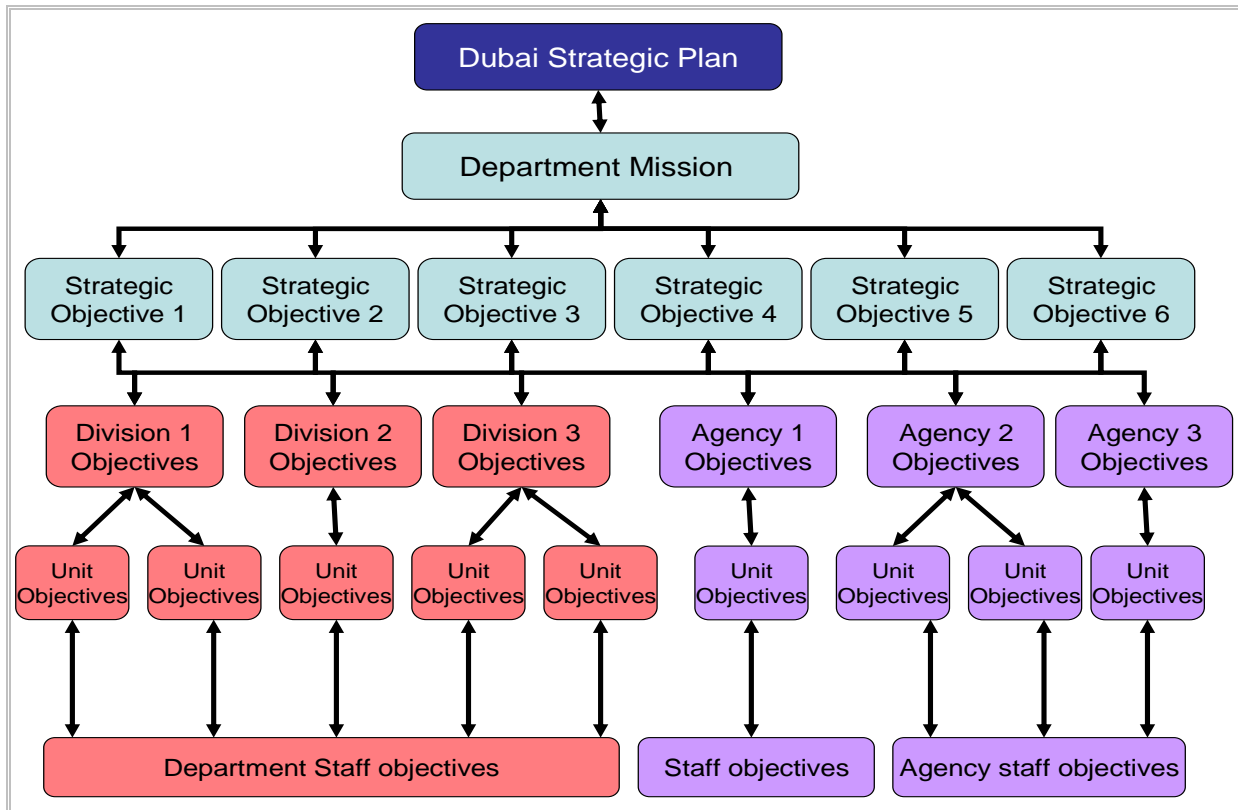 Dubai Strategic Plan
Department Mission
Strategic
Objective 1
Strategic
Objective 2
Strategic
Objective 3
Strategic
Objective 4
Strategic
Objective 5
Strategic
Objective 6
Division 1
Objectives
Division 2
Objectives
Division 3
Objectives
Agency 1
Objectives
Agency 2
Objectives
Agency 3
Objectives
Unit
Objectives
Unit
Objectives
Unit
Objectives
Unit
Objectives
Unit
Objectives
Unit
Objectives
Unit
Objectives
Unit
Objectives
Unit
Objectives
Department Staff objectives
Staff objectives
Agency staff objectives